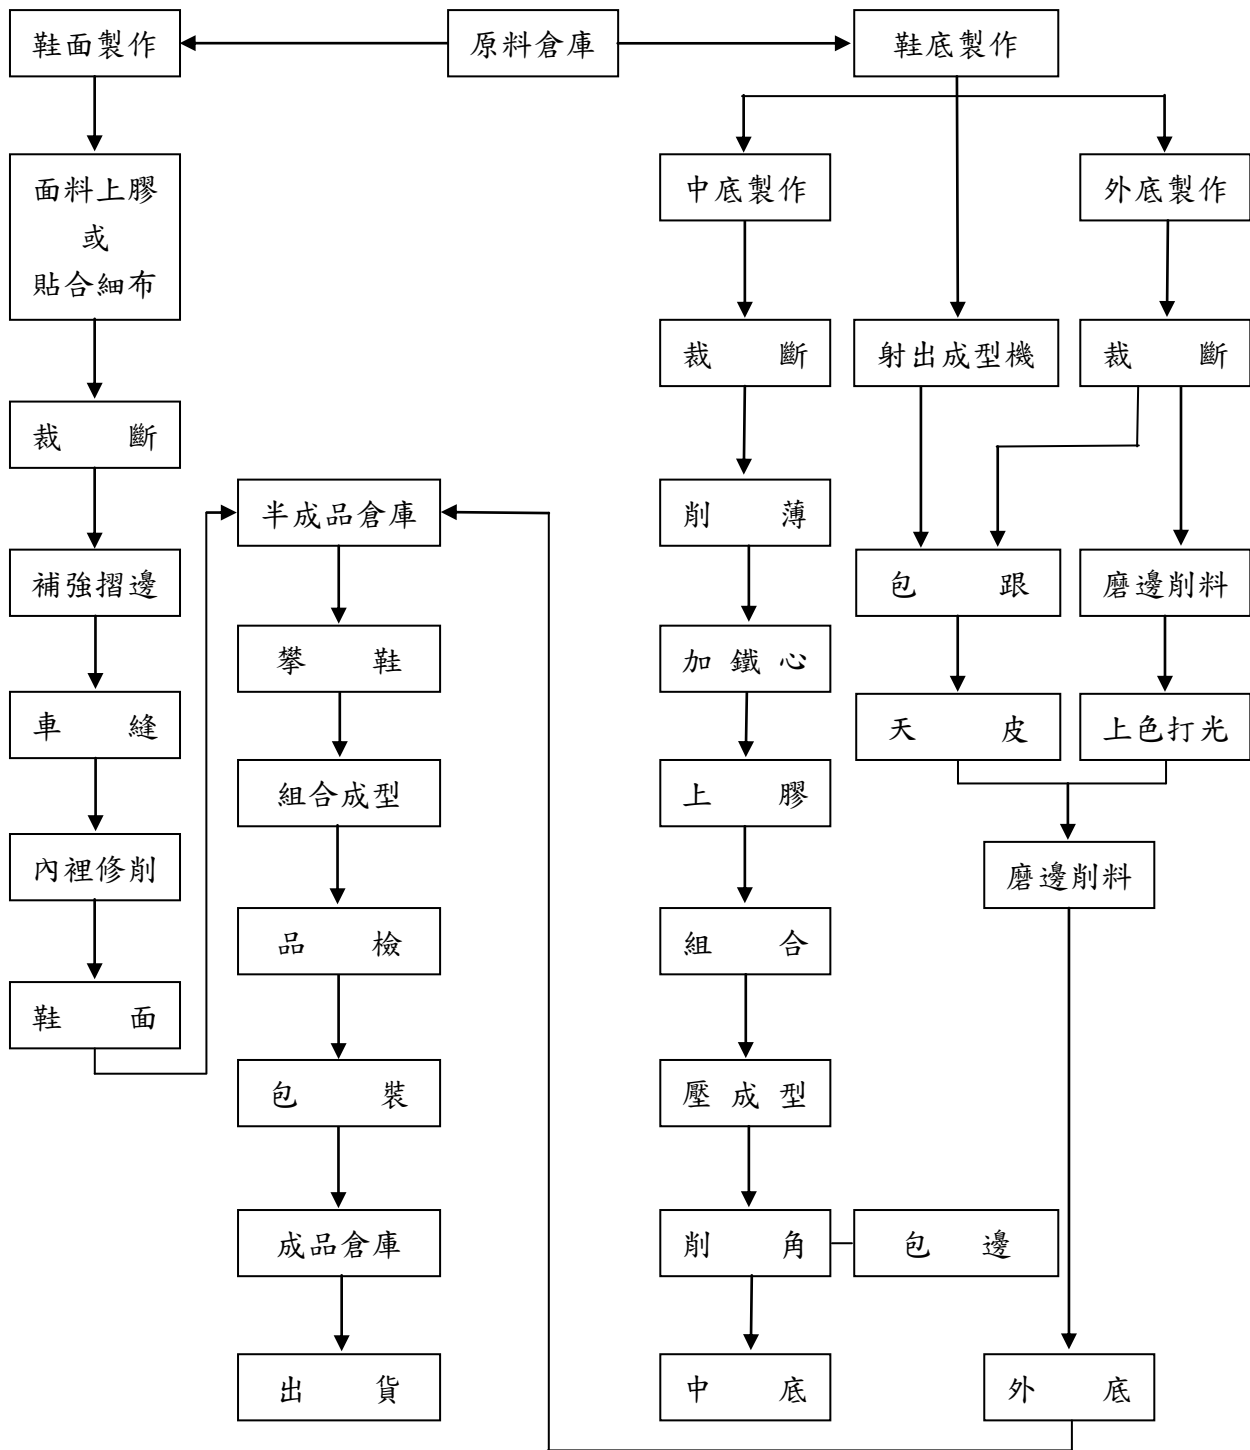 鞋面製作
原料倉庫
鞋底製作
面料上膠
或
貼合細布
中底製作
外底製作
裁 斷
射出成型機
裁 斷
裁 斷
半成品倉庫
削 薄
補強摺邊
包 跟
磨邊削料
攀 鞋
加鐵心
車 縫
天 皮
上色打光
組合成型
上 膠
內裡修削
磨邊削料
品 檢
組 合
鞋 面
包 裝
壓成型
成品倉庫
削 角
包 邊
出 貨
中 底
外 底